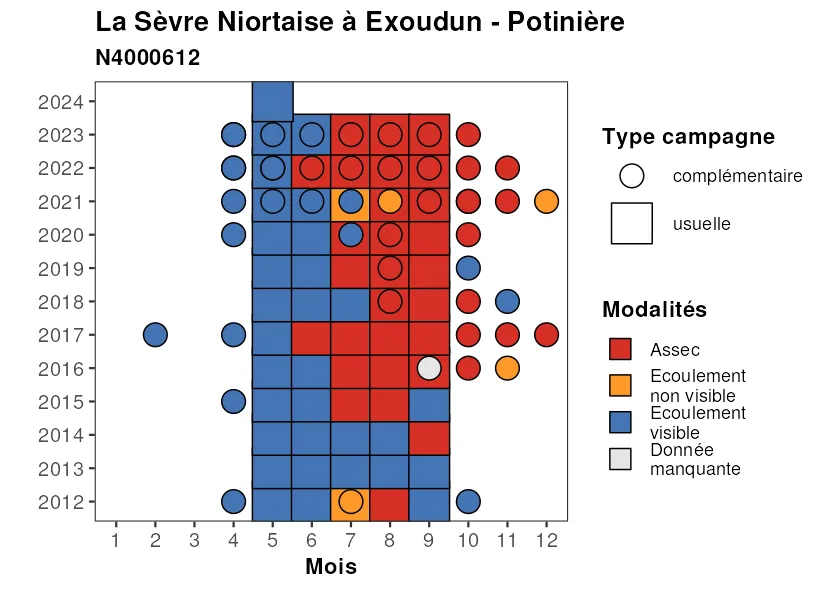 La Sèvre Niortaise à Exoudun - Potinière
N4000612
2024
2023
2022
2021
2020
2019
2018
2017
2016
2015
2014
2013
2012
1 2 3 4 5 6 7 8 9 10 11 12
Mois
Type campagne
complémentaire
usuelle
Modalités
Assec
Ecoulement
non visible
Ecoulement
visible
Donnée
manquante